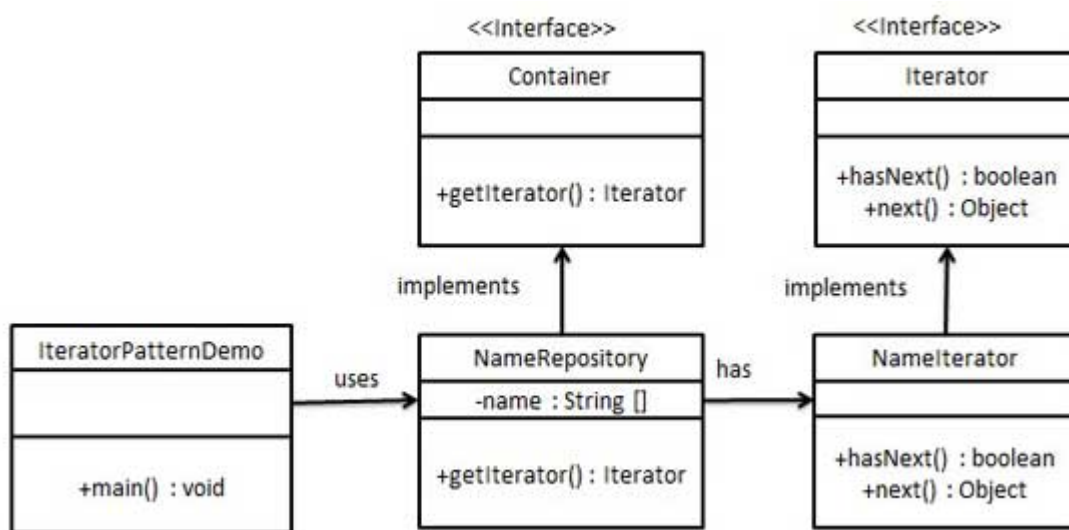 <<Interface>>
Container
+getIterator() : Iterator
<<Interface>>
Iterator
+hasNext() : boolean
+next() : Object
implements
implements
IteratorPatternDemo
+main() : void
uses
NameRepository
-name : String []
+getIterator() : Iterator
has
NameIterator
+hasNext() : boolean
+next() : Object